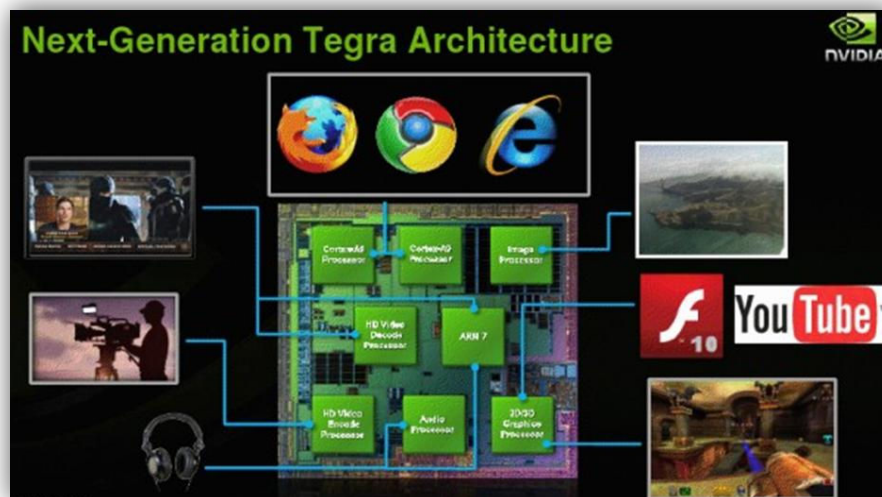 Next-Generation Tegra Architecture
NVIDIA
Cortex-A9
Processor
Cortex-A9
Processor
Image
Processor
HD Video
Decode
Processor
ARM 7
10
YouTube
HD Video
Encode
Processor
Audio
Processor
2D/3D
Graphics
Processor